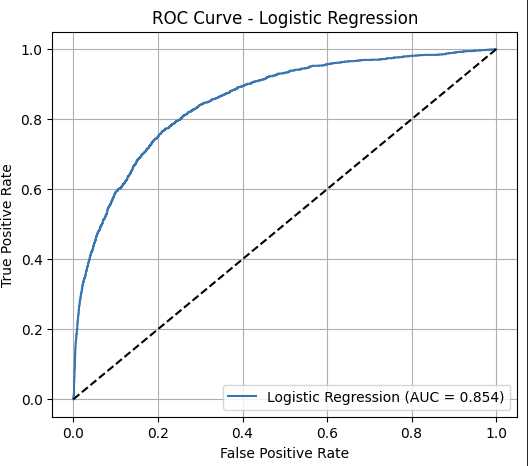 ROC Curve - Logistic Regression
True Positive Rate
1.0
0.8
0.6
0.4
0.2
0.0
Logistic Regression (AUC = 0.854)
0.0 0.2 0.4 0.6 0.8 1.0
False Positive Rate